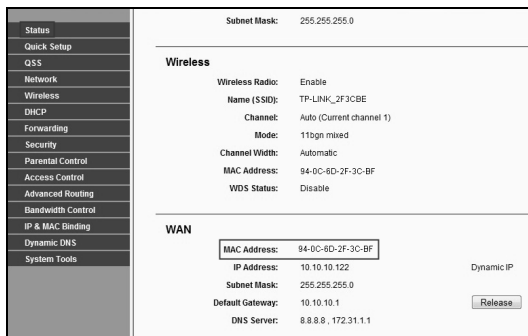 Status
Quick Setup
QSS
Network
Wireless
DHCP
Forwarding
Security
Parental Control
Access Control
Advanced Routing
Bandwidth Control
IP & MAC Binding
Dynamic DNS
System Tools
Subnet Mask: 255.255.255.0
Wireless
Wireless Radio: Enable
Name (SSID): TP-LINK_2F3CBE
Channel: Auto (Current channel 1)
Mode: 11bgn mixed
Channel Width: Automatic
MAC Address: 94-0C-6D-2F-3C-BF
WDS Status: Disable
WAN
MAC Address: 94-0C-6D-2F-3C-BF
IP Address: 10.10.10.122 Dynamic IP
Subnet Mask: 255.255.255.0
Default Gateway: 10.10.10.1 Release
DNS Server: 8.8.8.8 , 172.31.1.1